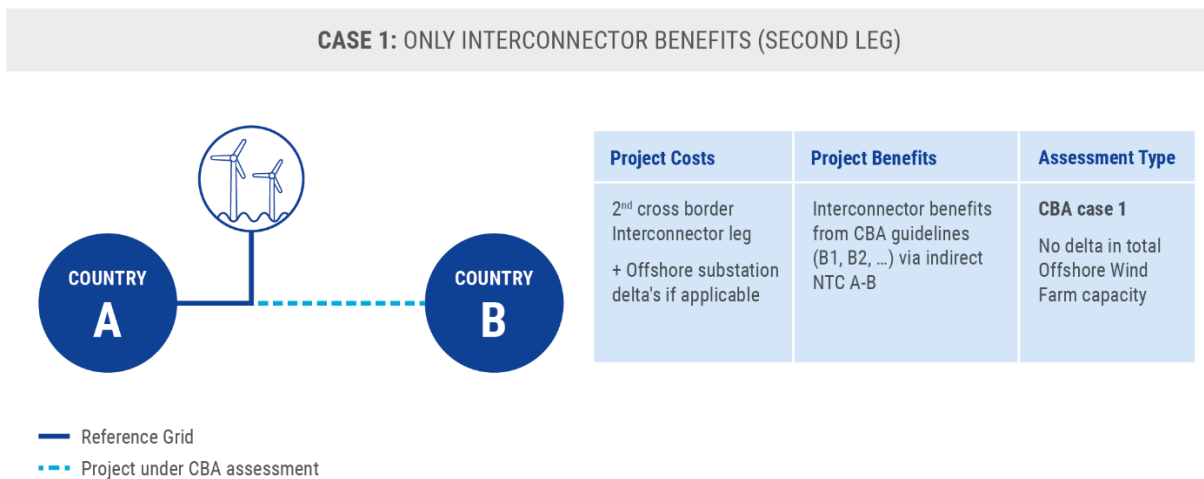 CASE 1: ONLY INTERCONNECTOR BENEFITS (SECOND LEG)
COUNTRY
A
COUNTRY
B
Project Costs
2nd cross border
Interconnector leg
+ Offshore substation
delta's if applicable
Project Benefits
Interconnector benefits
from CBA guidelines
(B1, B2, ...) via indirect
NTC A-B
Assessment Type
CBA case 1
No delta in total
Offshore Wind
Farm capacity
Reference Grid
Project under CBA assessment